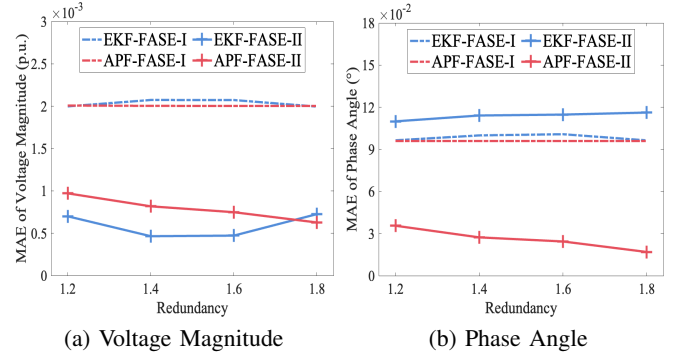 × 10⁻³
3
2.5
2
1.5
1
0.5
0
MAE of Voltage Magnitude (p.u.)
EKF-FASE-I EKF-FASE-II
APF-FASE-I APF-FASE-II
1.2 1.4 1.6 1.8
Redundancy
(a) Voltage Magnitude
× 10⁻²
18
15
12
9
6
3
0
MAE of Phase Angle (°)
EKF-FASE-I EKF-FASE-II
APF-FASE-I APF-FASE-II
1.2 1.4 1.6 1.8
Redundancy
(b) Phase Angle